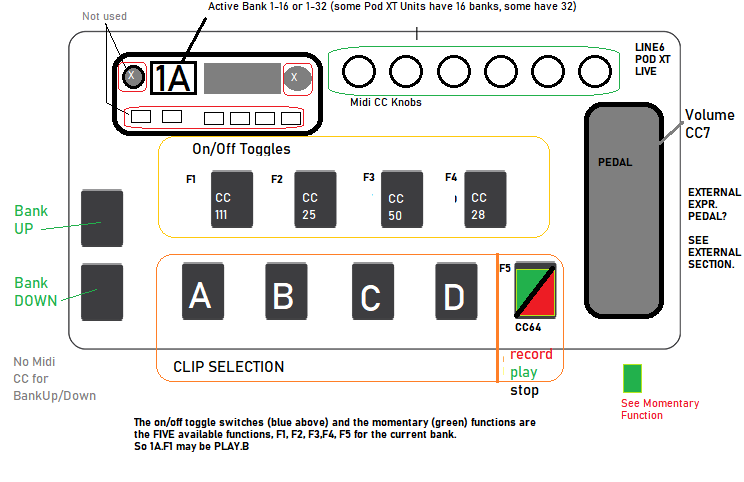 Active Bank 1-16 or 1-32 (some Pod XT Units have 16 banks, some have 32)
Not used
X
1A
X
LINE6
POD XT
LIVE
Midi CC Knobs
Volume
CC7
On/Off Toggles
PEDAL
F1
F2
F3
F4
CC
111
CC
25
CC
50
CC
28
EXTERNAL
EXPR.
PEDAL?
SEE
EXTERNAL
SECTION.
Bank
UP
Bank
DOWN
F5
A
B
C
D
CC64
No Midi
CC for
BankUp/Down
CLIP SELECTION
record
play
stop
See Momentary
Function
The on/off toggle switches (blue above) and the momentary (green) functions are
the FIVE available functions, F1, F2, F3,F4, F5 for the current bank.
So 1A.F1 may be PLAY.B